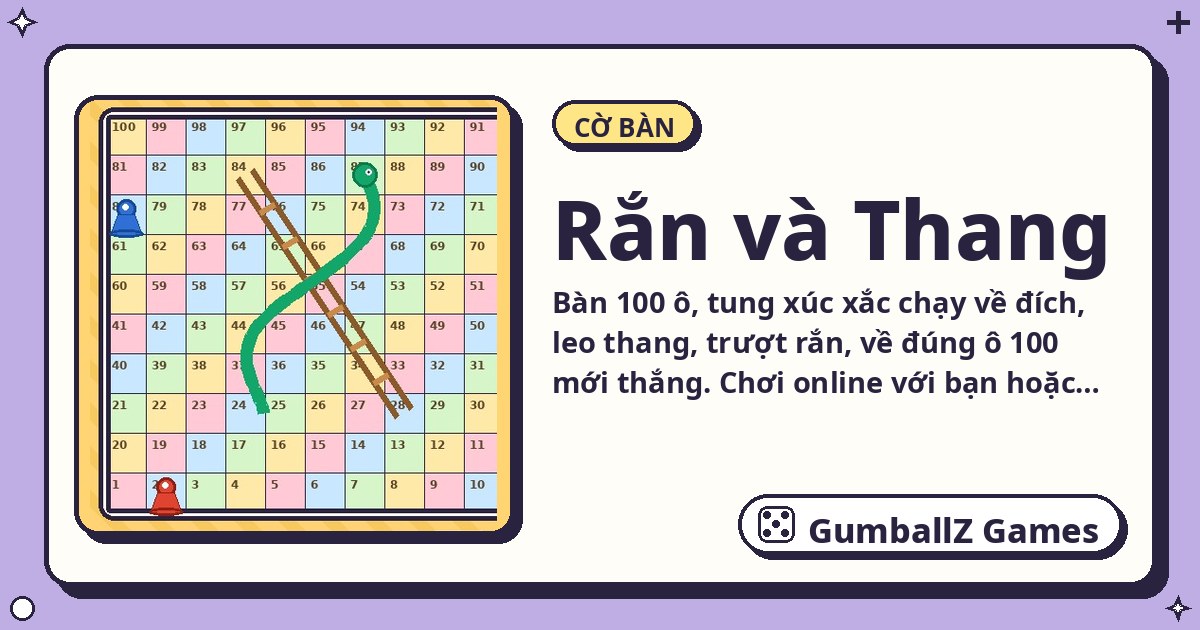 100 99 98 97 96 95 94 93 92 91
81 82 83 84 85 86 88 89 90
79 78 77 75 74 73 72 71
61 62 63 64 66 68 69 70
60 59 58 57 56 54 53 52 51
41 42 43 44 45 46 47 48 49 50
40 39 38 36 35 33 32 31
21 22 23 24 25 26 27 28 29 30
20 19 18 17 16 15 14 13 12 11
1 3 4 5 6 7 8 9 10
CỜ BÀN
Rắn và Thang
Bàn 100 ô, tung xúc xắc chạy về đích,
leo thang, trượt rắn, về đúng ô 100
mới thắng. Chơi online với bạn hoặc...
GumballZ Games